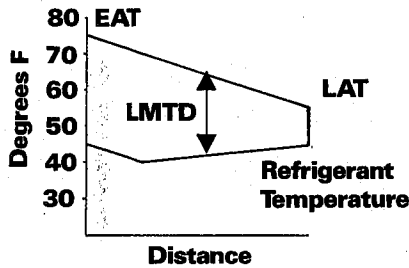 80 EAT
70
60
50
40
30
Degrees F
LMTD
LAT
Refrigerant
Temperature
Distance